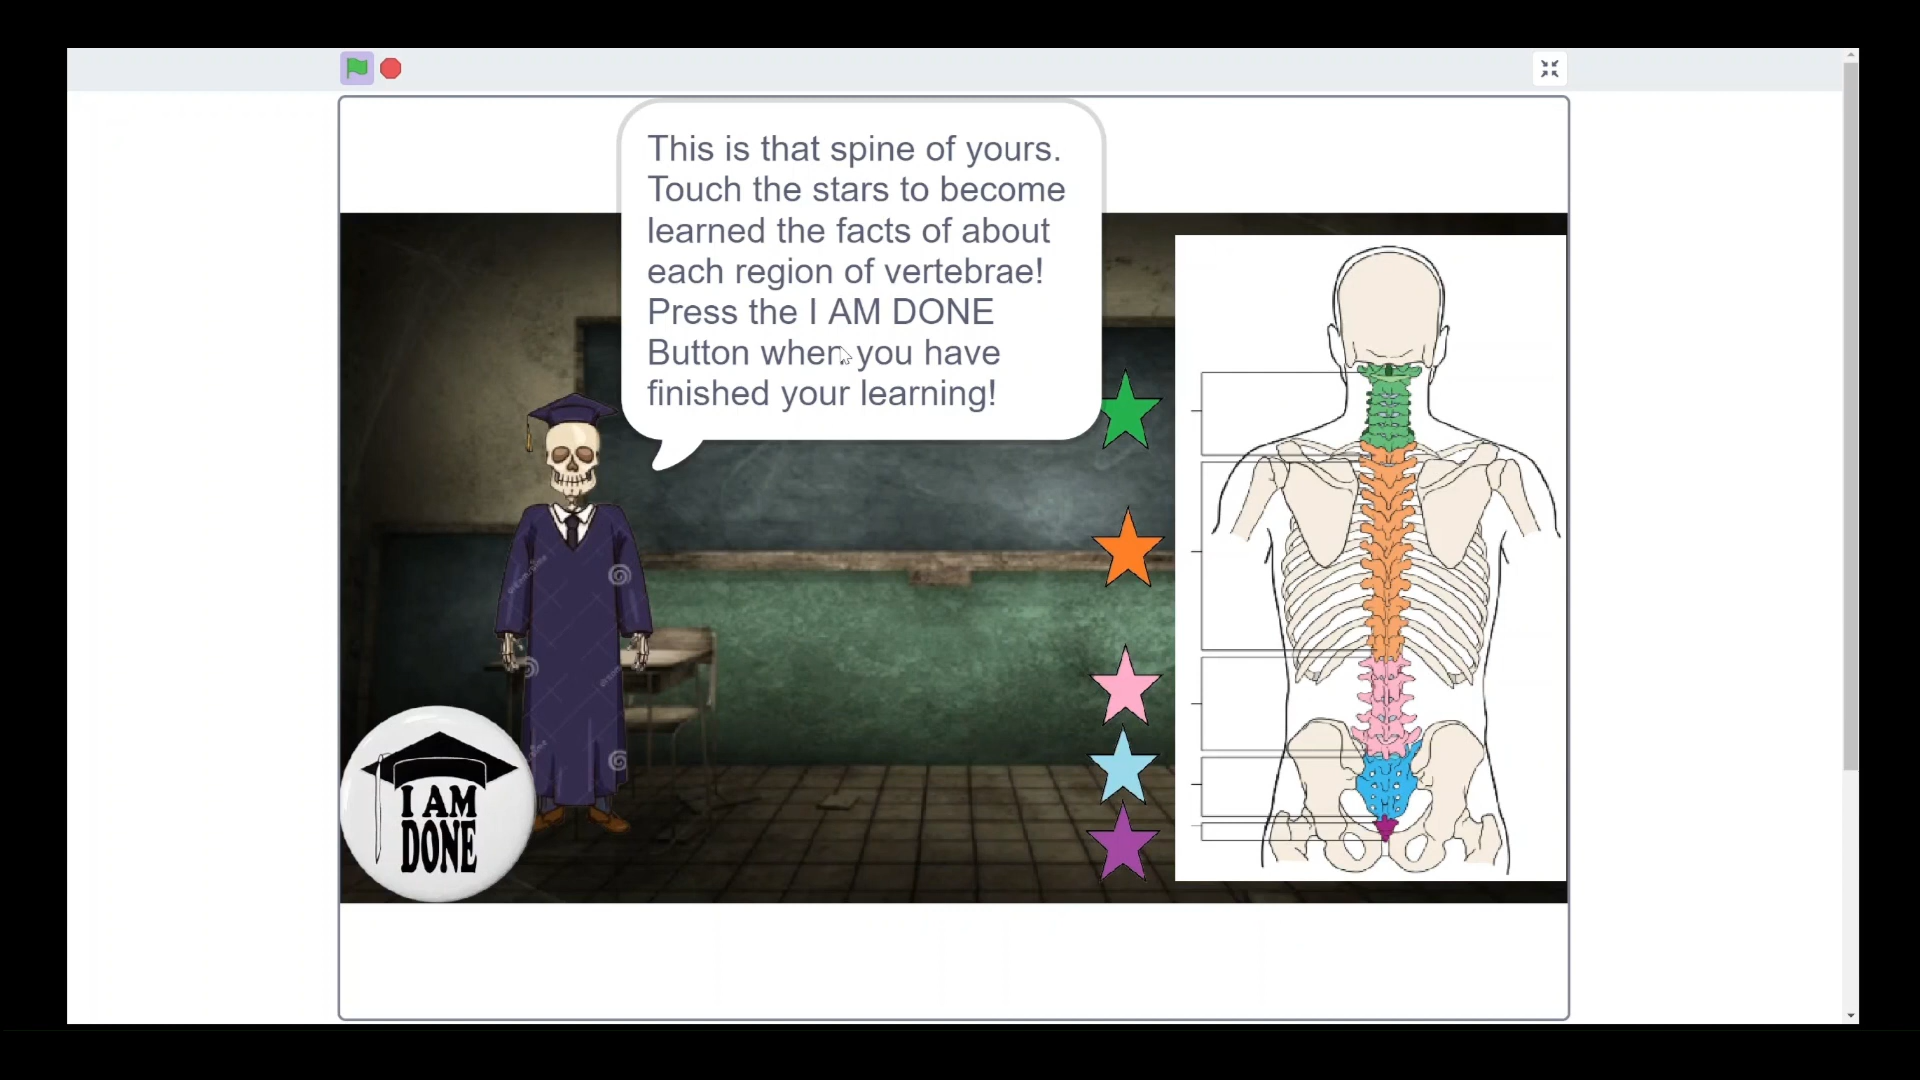 This is that spine of yours.
Touch the stars to become
learned the facts of about
each region of vertebrae!
Press the I AM DONE
Button when you have
finished your learning!
I AM
DONE